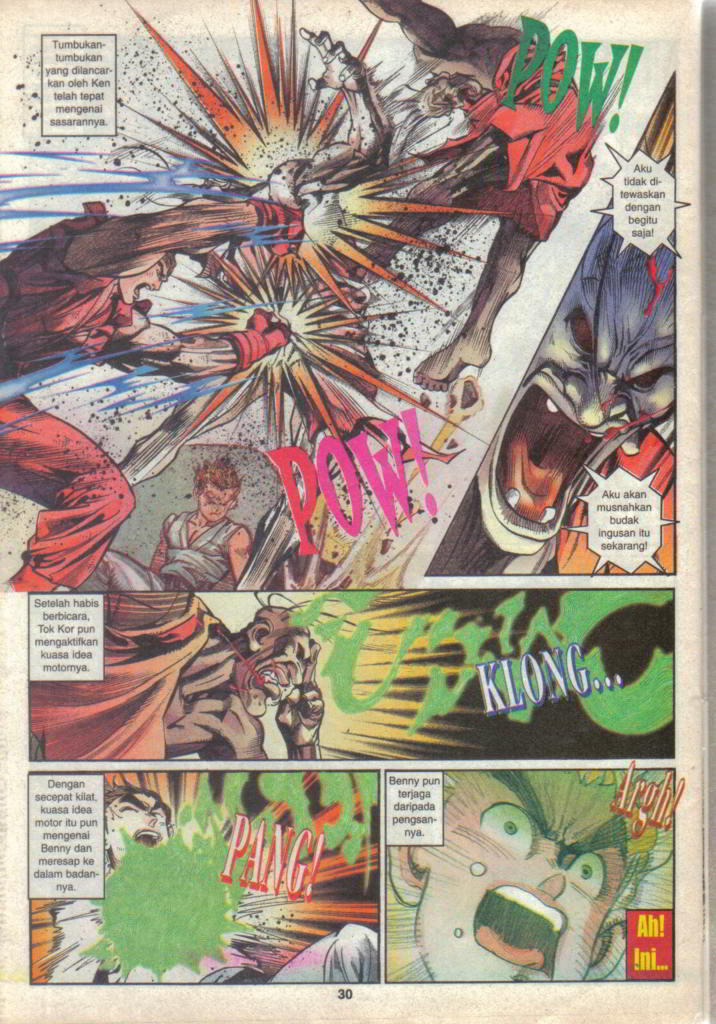 Tumbukan-
tumbukan
yang dilancar-
kan oleh Ken
telah tepat
mengenai
sasarannya.
POW!
Aku
tidak di-
tewaskan
dengan
begitu
saja!
POW!
Aku akan
musnahkan
budak
ingusan itu
sekarang!
Setelah habis
berbicara,
Tok Kor pun
mengaktifkan
kuasa idea
motornya.
KLONG...
Dengan
secepat kilat,
kuasa idea
motor itu pun
mengenai
Benny dan
meresap ke
dalam badan-
nya.
PANG!
Benny pun
terjaga
daripada
pengsan-
nya.
Argh!
Ah!
Ini...
30